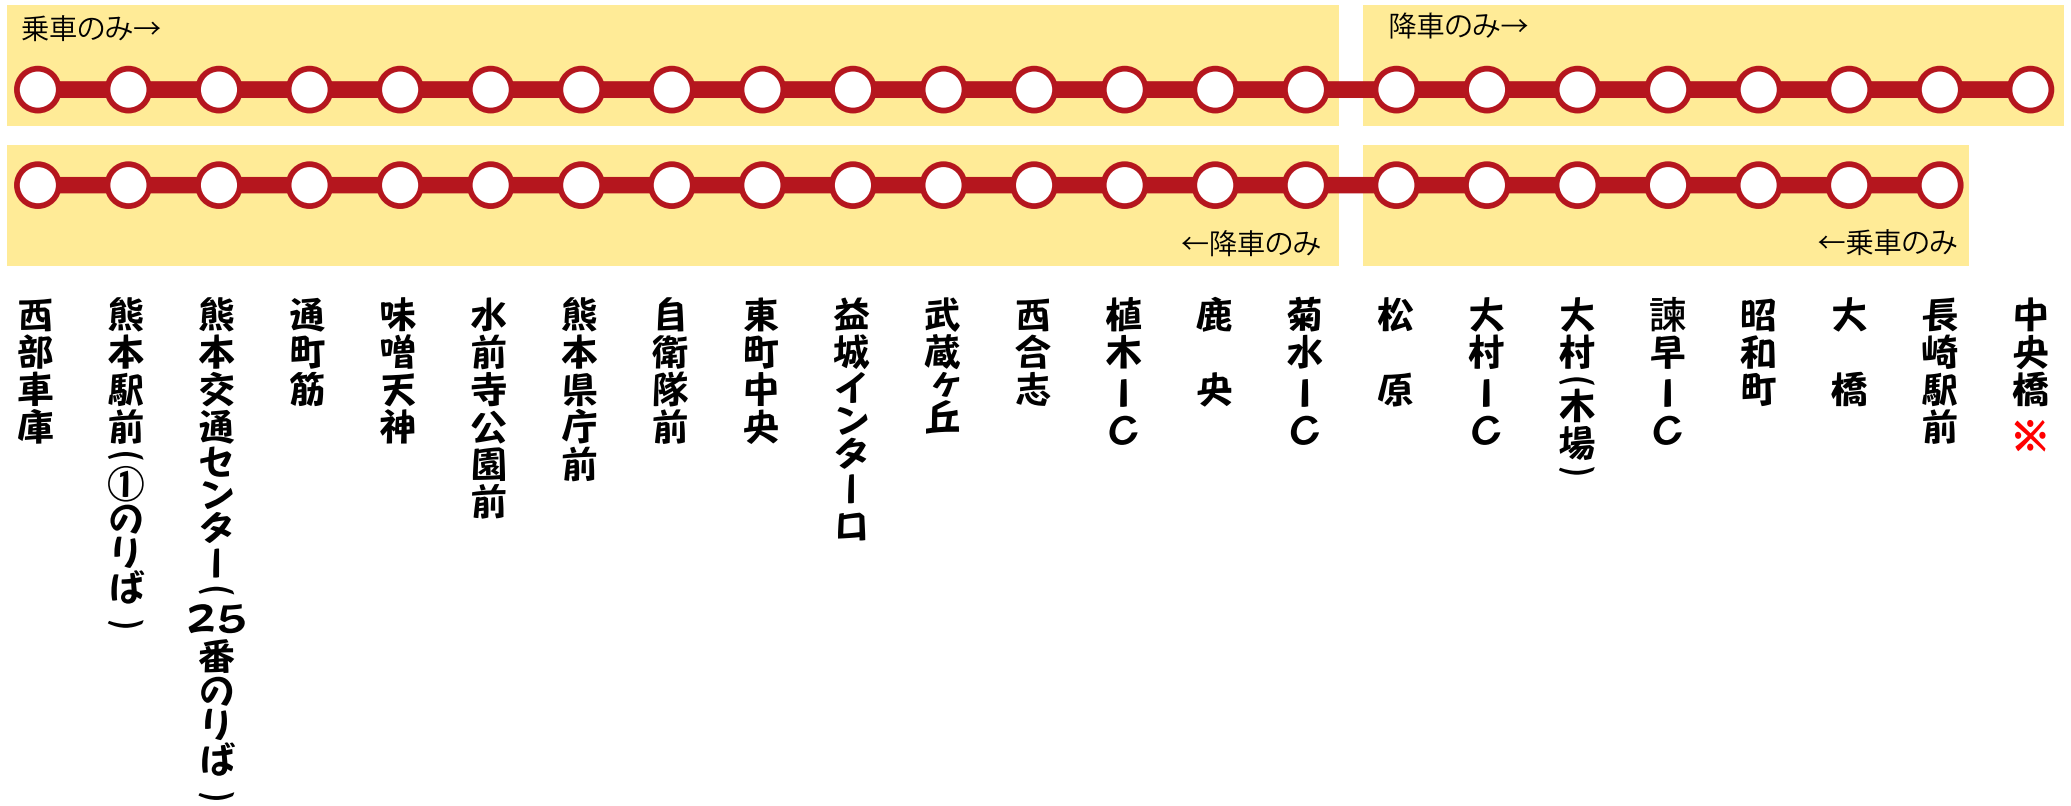 乗車のみ→
降車のみ→
←降車のみ
←乗車のみ
西部車庫
熊本駅前(①のりば)
熊本交通センター(25番のりば)
通町筋
味噌天神
水前寺公園前
熊本県庁前
自衛隊前
東町中央
益城インター口
武蔵ヶ丘
西合志
植木IC
鹿央
菊水IC
松原
大村IC
大村(木場)
諫早IC
昭和町
大橋
長崎駅前
中央橋※